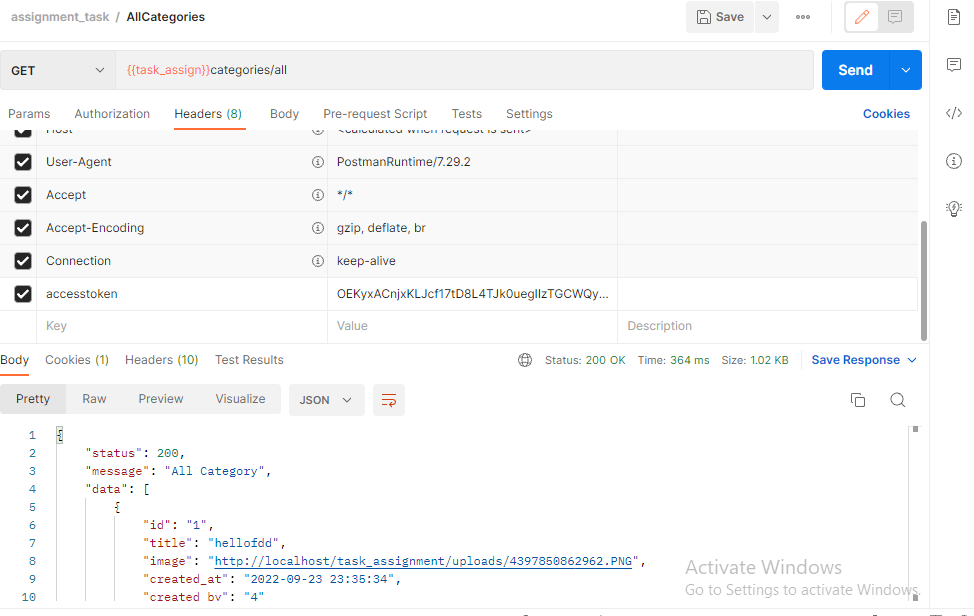 assignment_task / AllCategories Save
GET {{task_assign}}categories/all Send
Params Authorization Headers (8) Body Pre-request Script Tests Settings Cookies
Host <calculated when request is sent>
User-Agent PostmanRuntime/7.29.2
Accept */*
Accept-Encoding gzip, deflate, br
Connection keep-alive
accesstoken
Key Value Description
Body Cookies (1) Headers (10) Test Results Status: 200 OK Time: 364 ms Size: 1.02 KB Save Response
Pretty Raw Preview Visualize JSON
1 {
2 "status": 200,
3 "message": "All Category",
4 "data": [
5 {
6 "id": "1",
7 "title": "hellofdd",
8 "image": "http://localhost/task_assignment/uploads/4397850862962.PNG",
9 "created_at": "2022-09-23 23:35:34",
10 "created_by": "4"
Activate Windows
Go to Settings to activate Windows.